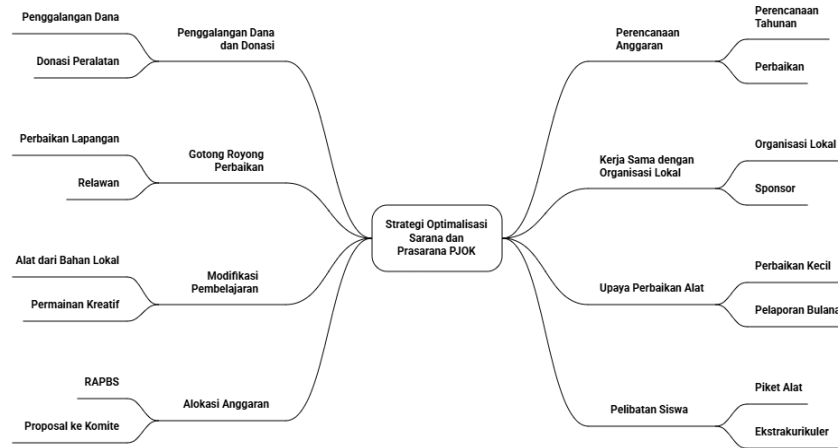 Penggalangan Dana
Donasi Peralatan
Penggalangan Dana
dan Donasi
Perbaikan Lapangan
Relawan
Gotong Royong
Perbaikan
Alat dari Bahan Lokal
Permainan Kreatif
Modifikasi
Pembelajaran
RAPBS
Proposal ke Komite
Alokasi Anggaran
Strategi Optimalisasi
Sarana dan
Prasarana PJOK
Perencanaan
Anggaran
Perencanaan
Tahunan
Perbaikan
Kerja Sama dengan
Organisasi Lokal
Organisasi Lokal
Sponsor
Upaya Perbaikan Alat
Perbaikan Kecil
Pelaporan Bulana
Pelibatan Siswa
Piket Alat
Ekstrakurikuler